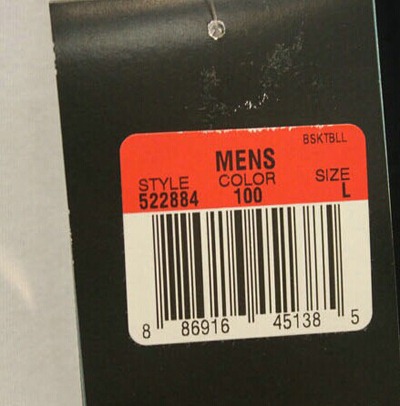 BSKTBLL
MENS
STYLE COLOR SIZE
522884 100 L
8 86916 45138 5